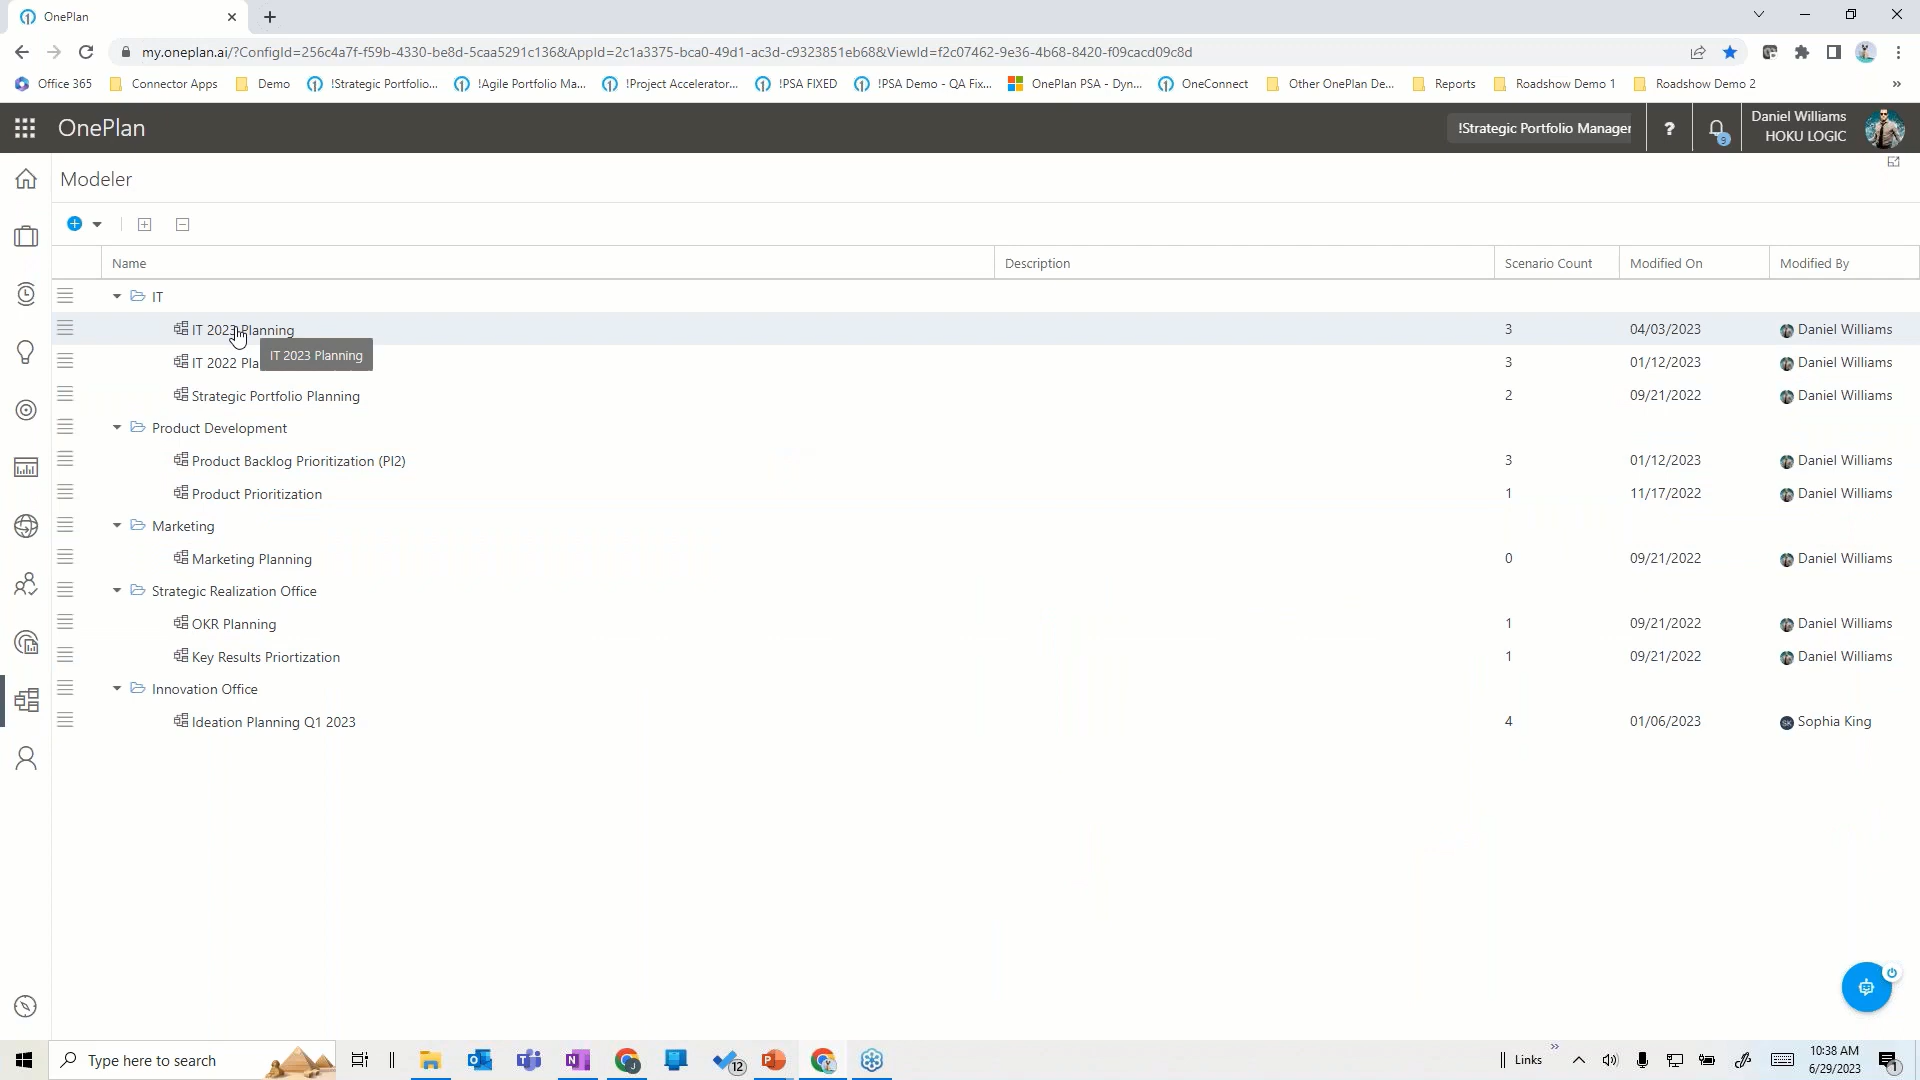 OnePlan
my.oneplan.ai/?ConfigId=256c4a7f-f59b-4330-be8d-5caa5291c136&AppId=2c1a3375-bca0-49d1-ac3d-c9323851eb68&ViewId=f2c07462-9e36-4b68-8420-f09cacd09c8d
Office 365 Connector Apps Demo !Strategic Portfolio... !Agile Portfolio Ma... !Project Accelerator... !PSA FIXED !PSA Demo - QA Fix... OnePlan PSA - Dyn... OneConnect Other OnePlan De... Reports Roadshow Demo 1 Roadshow Demo 2 »
OnePlan !Strategic Portfolio Manager ? 9 Daniel Williams
HOKU LOGIC
Modeler
Name Description Scenario Count Modified On Modified By
IT
IT 2023 Planning 3 04/03/2023 Daniel Williams
IT 2023 Planning
IT 2022 Pla 3 01/12/2023 Daniel Williams
Strategic Portfolio Planning 2 09/21/2022 Daniel Williams
Product Development
Product Backlog Prioritization (PI2) 3 01/12/2023 Daniel Williams
Product Prioritization 1 11/17/2022 Daniel Williams
Marketing
Marketing Planning 0 09/21/2022 Daniel Williams
Strategic Realization Office
OKR Planning 1 09/21/2022 Daniel Williams
Key Results Priortization 1 09/21/2022 Daniel Williams
Innovation Office
Ideation Planning Q1 2023 4 01/06/2023 SK Sophia King
Type here to search 12 Links » 10:38 AM
6/29/2023 1